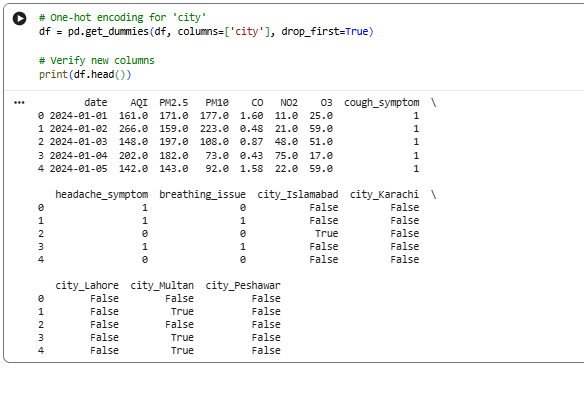 # One-hot encoding for 'city'
df = pd.get_dummies(df, columns=['city'], drop_first=True)

# Verify new columns
print(df.head())

        date    AQI  PM2.5   PM10    CO   NO2    O3  cough_symptom  \
0 2024-01-01  161.0  171.0  177.0  1.60  11.0  25.0              1
1 2024-01-02  266.0  159.0  223.0  0.48  21.0  59.0              1
2 2024-01-03  148.0  197.0  108.0  0.87  48.0  51.0              1
3 2024-01-04  202.0  182.0   73.0  0.43  75.0  17.0              1
4 2024-01-05  142.0  143.0   92.0  1.58  22.0  59.0              1

   headache_symptom  breathing_issue  city_Islamabad  city_Karachi  \
0                 1                0           False         False
1                 1                1           False         False
2                 0                0            True         False
3                 1                1           False         False
4                 0                0           False         False

   city_Lahore  city_Multan  city_Peshawar
0        False        False          False
1        False         True          False
2        False        False          False
3        False         True          False
4        False         True          False